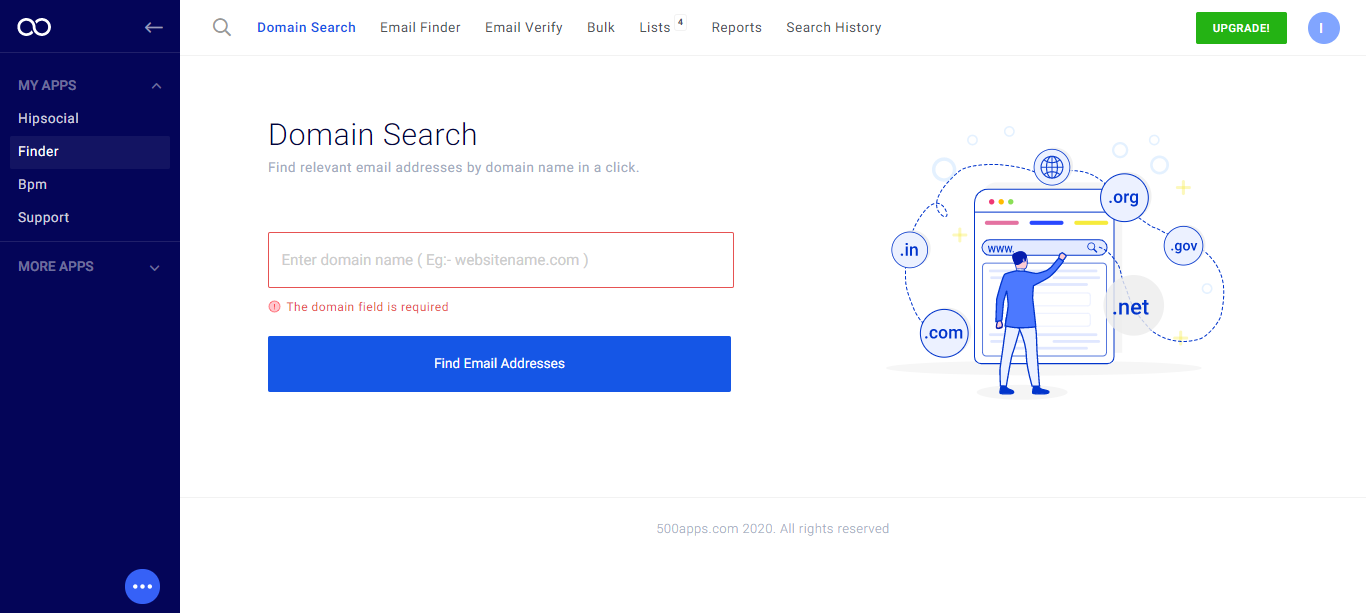 Domain Search Email Finder Email Verify Bulk Lists 4 Reports Search History UPGRADE! I
MY APPS
Hipsocial
Finder
Bpm
Support
MORE APPS
Domain Search
Find relevant email addresses by domain name in a click.
Enter domain name ( Eg:- websitename.com )
! The domain field is required
Find Email Addresses
.org
.in
www
.gov
.net
.com
500apps.com 2020. All rights reserved